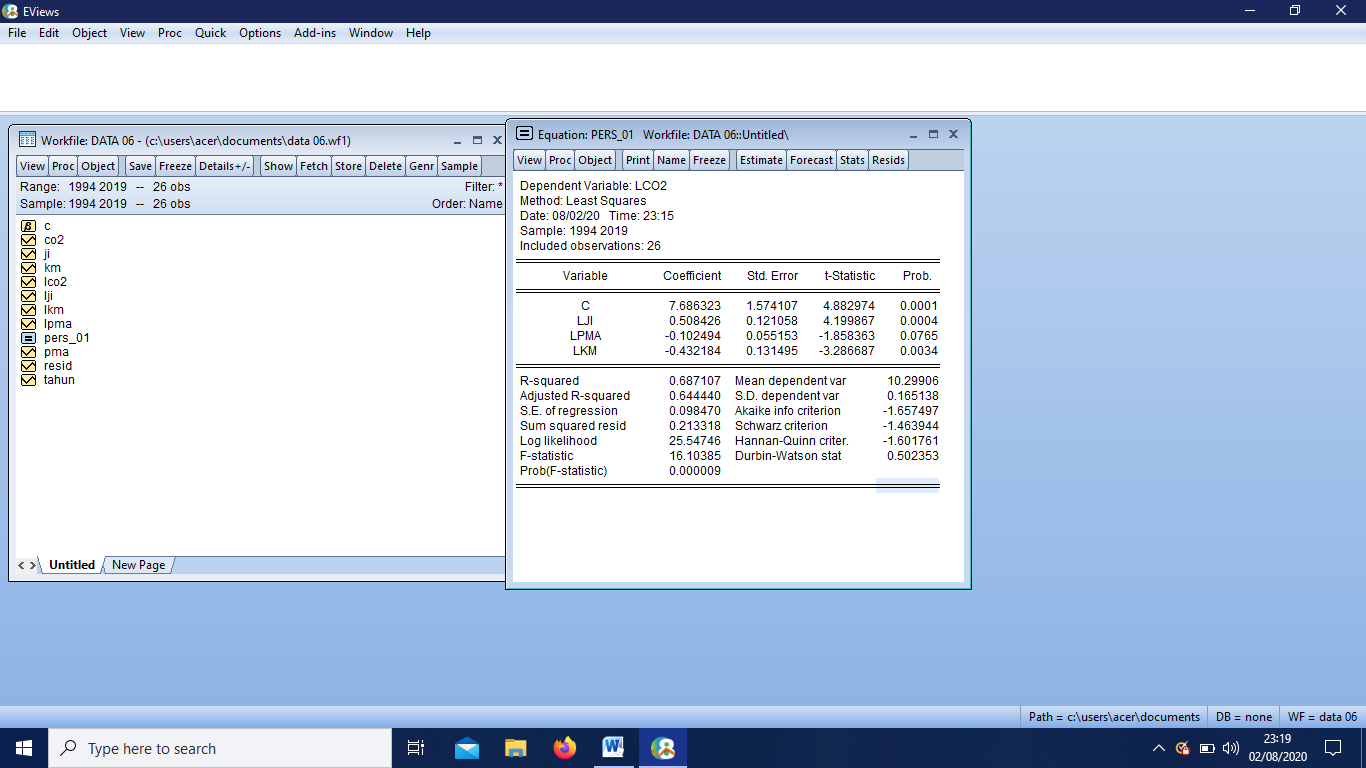 EViews
File Edit Object View Proc Quick Options Add-ins Window Help
Workfile: DATA 06 - (c:\users\acer\documents\data 06.wf1)
View Proc Object Save Freeze Details+/- Show Fetch Store Delete Genr Sample
Range: 1994 2019 -- 26 obs Filter: *
Sample: 1994 2019 -- 26 obs Order: Name
c
co2
ji
km
lco2
lji
lkm
lpma
pers_01
pma
resid
tahun
Untitled New Page
Equation: PERS_01 Workfile: DATA 06::Untitled\
View Proc Object Print Name Freeze Estimate Forecast Stats Resids
Dependent Variable: LCO2
Method: Least Squares
Date: 08/02/20 Time: 23:15
Sample: 1994 2019
Included observations: 26
Variable Coefficient Std. Error t-Statistic Prob.
C 7.686323 1.574107 4.882974 0.0001
LJI 0.508426 0.121058 4.199867 0.0004
LPMA -0.102494 0.055153 -1.858363 0.0765
LKM -0.432184 0.131495 -3.286687 0.0034
R-squared 0.687107 Mean dependent var 10.29906
Adjusted R-squared 0.644440 S.D. dependent var 0.165138
S.E. of regression 0.098470 Akaike info criterion -1.657497
Sum squared resid 0.213318 Schwarz criterion -1.463944
Log likelihood 25.54746 Hannan-Quinn criter. -1.601761
F-statistic 16.10385 Durbin-Watson stat 0.502353
Prob(F-statistic) 0.000009
Path = c:\users\acer\documents DB = none WF = data 06
Type here to search
23:19
02/08/2020